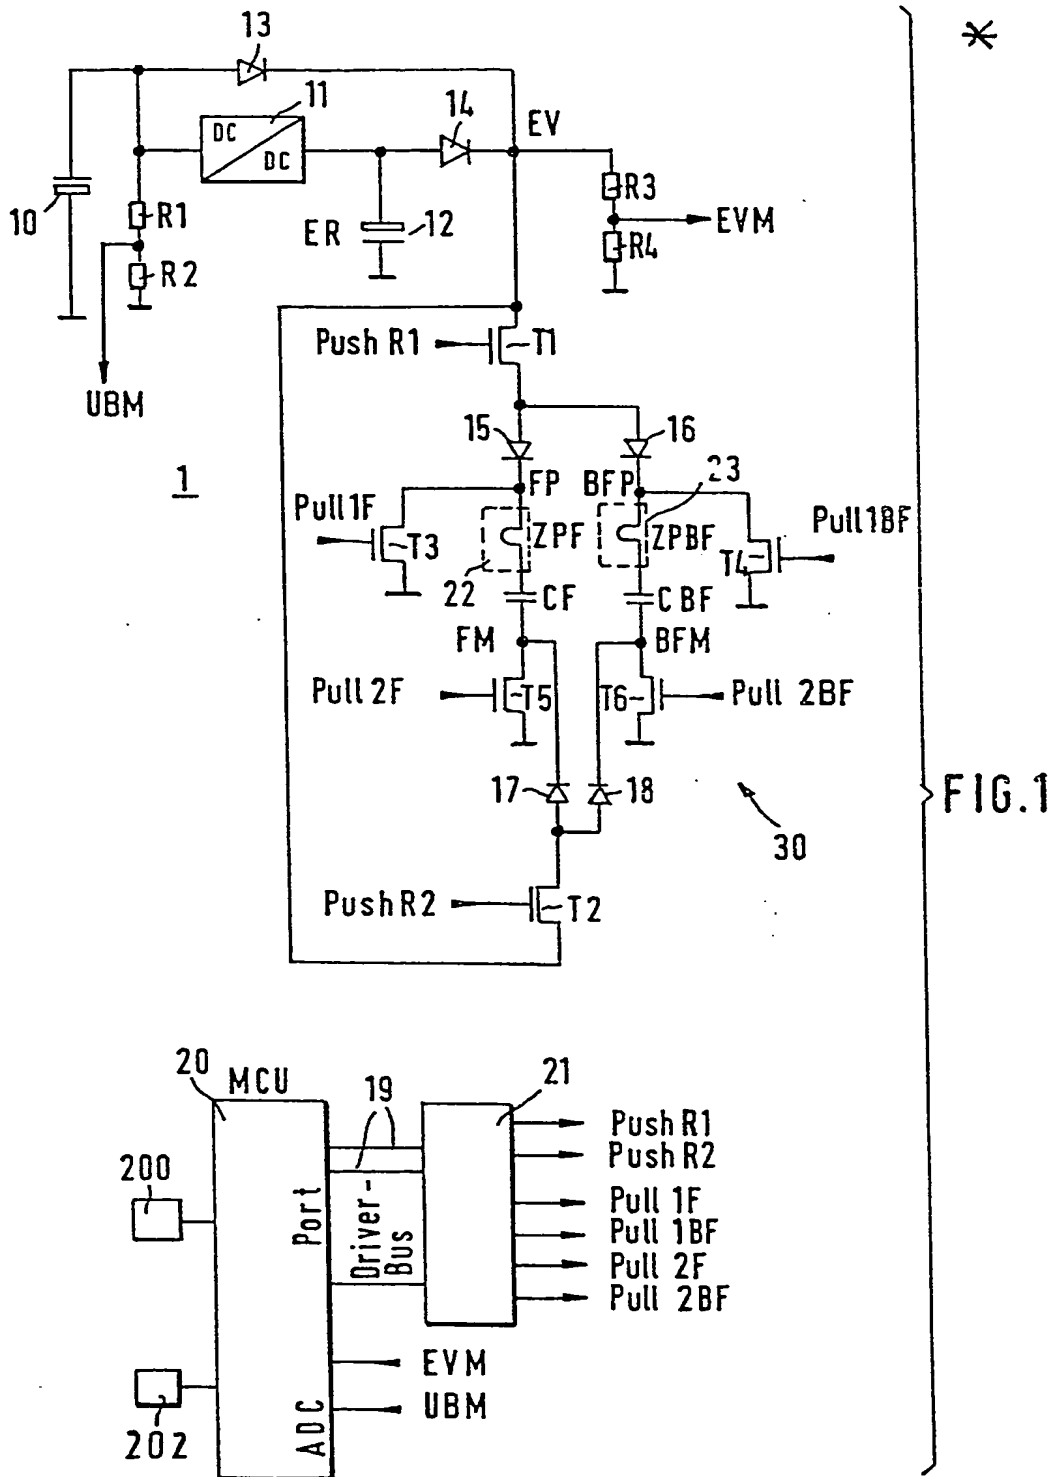 *
13
11
14
DC
DC
EV
10
R1
ER
12
R3
EVM
R4
R2
Push R1
T1
UBM
15
16
1
FP
BFP
23
Pull 1F
T3
ZPF
ZPBF
Pull 1BF
T4
22
CF
CBF
FM
BFM
Pull 2F
T5
T6
Pull 2BF
17
18
FIG.1
30
Push R2
T2
20
MCU
19
21
Push R1
Push R2
200
Port
Driver-
Bus
Pull 1F
Pull 1BF
Pull 2F
Pull 2BF
EVM
202
ADC
UBM